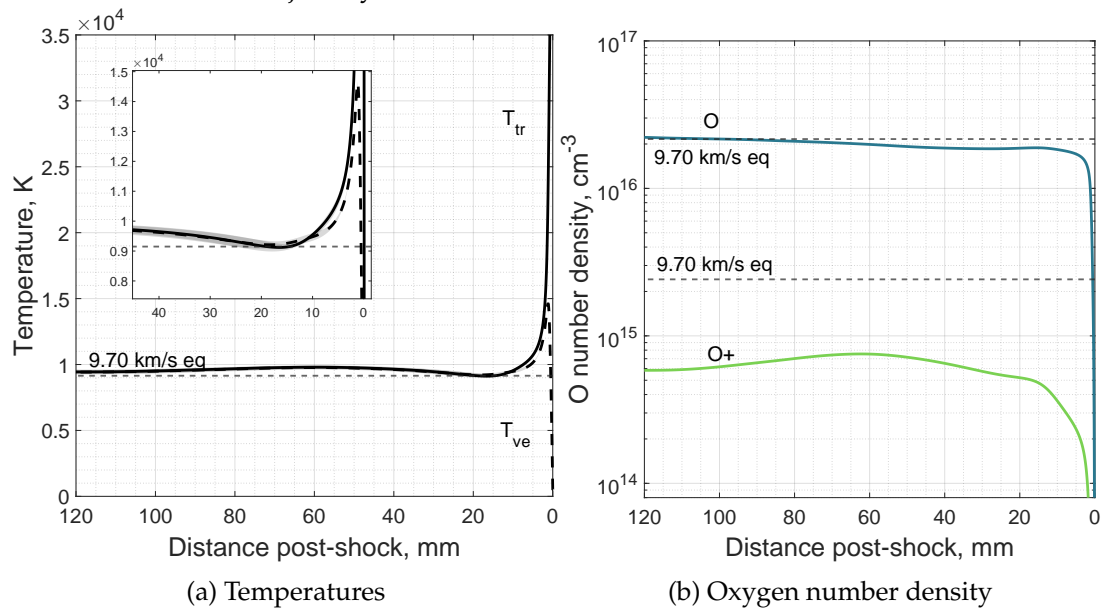 ×10^4
3.5
3
2.5
2
1.5
1
0.5
0
Temperature, K
120 100 80 60 40 20 0
Distance post-shock, mm
T_tr
T_ve
9.70 km/s eq
×10^4
1.5
1.4
1.3
1.2
1.1
1
0.9
0.8
40 30 20 10 0
(a) Temperatures
10^17
10^16
10^15
10^14
O number density, cm^-3
O
9.70 km/s eq
9.70 km/s eq
O+
120 100 80 60 40 20 0
Distance post-shock, mm
(b) Oxygen number density